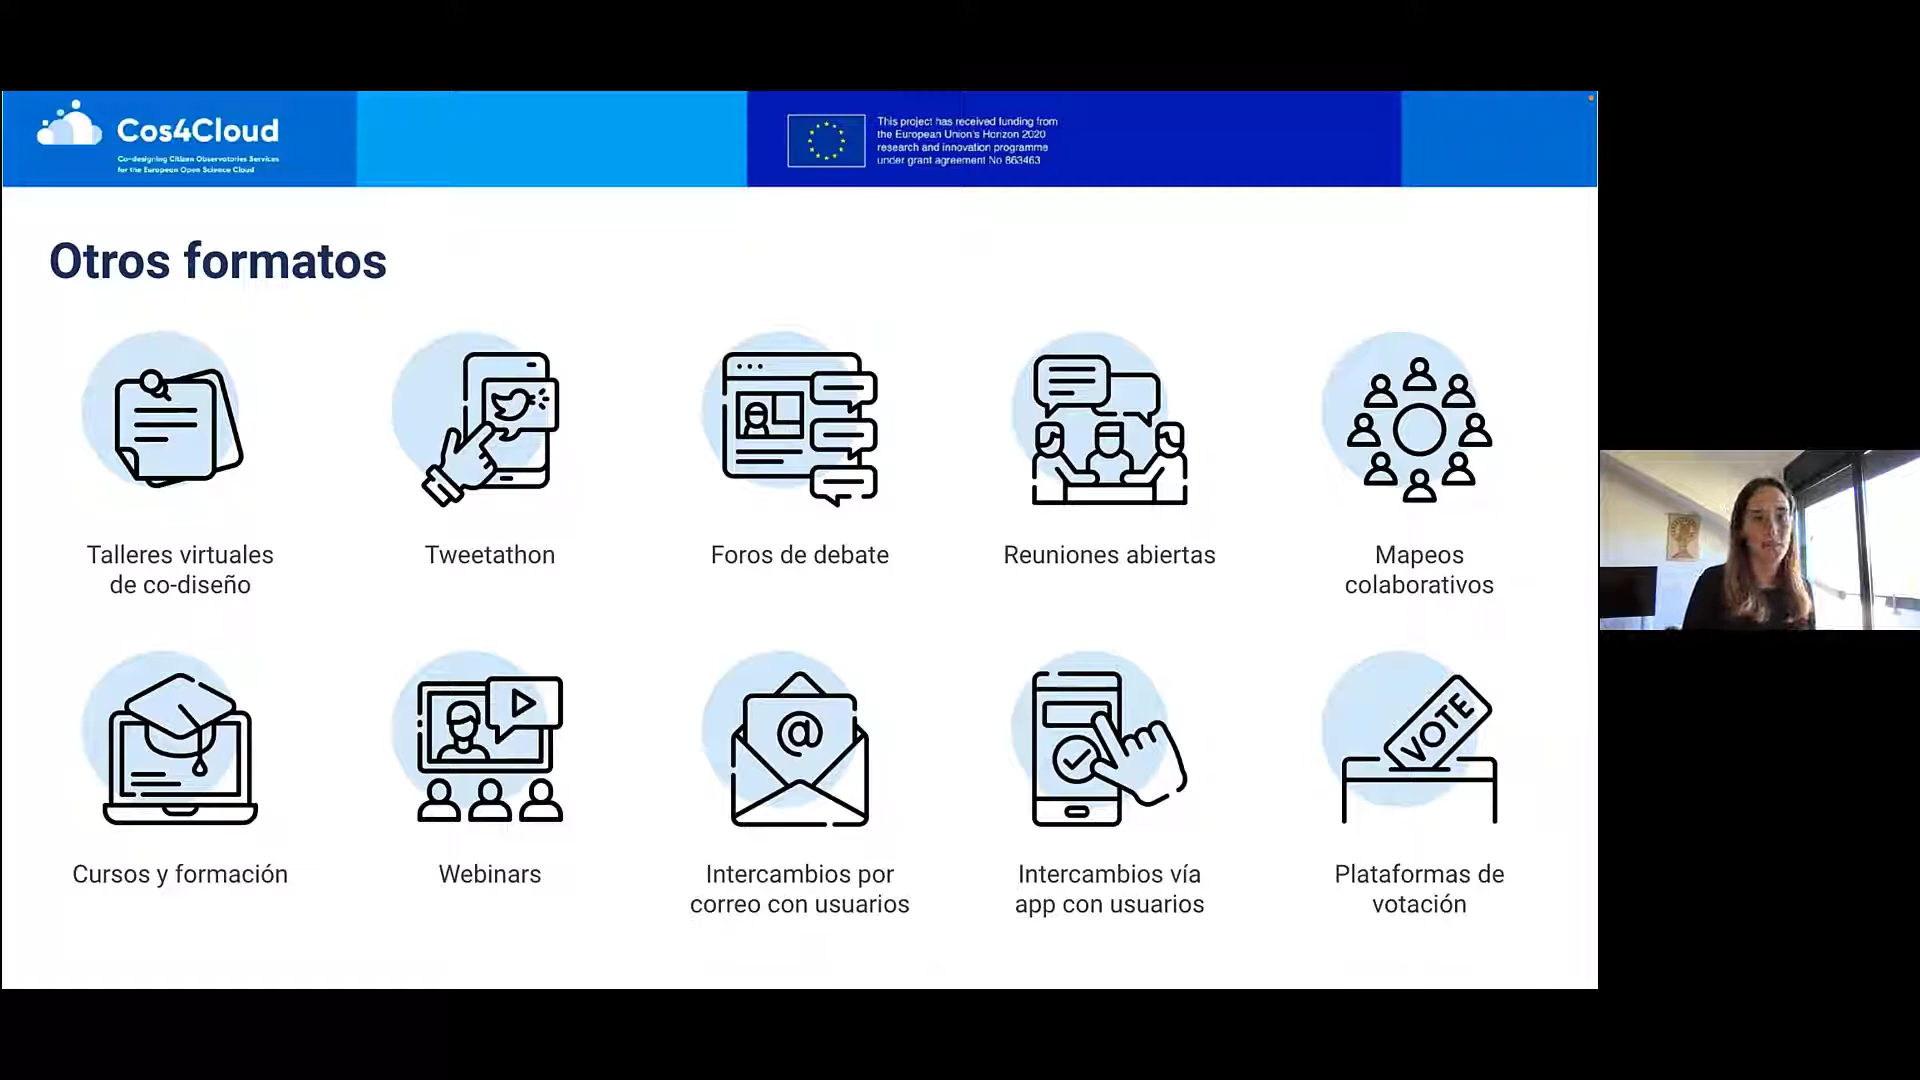 Cos4Cloud
Co-designing Citizen Observatories Services
for the European Open Science Cloud
This project has received funding from
the European Union's Horizon 2020
research and innovation programme
under grant agreement No 863463
Otros formatos
Talleres virtuales
de co-diseño
Tweetathon
Foros de debate
Reuniones abiertas
Mapeos
colaborativos
VOTE
Cursos y formación
Webinars
Intercambios por
correo con usuarios
Intercambios vía
app con usuarios
Plataformas de
votación